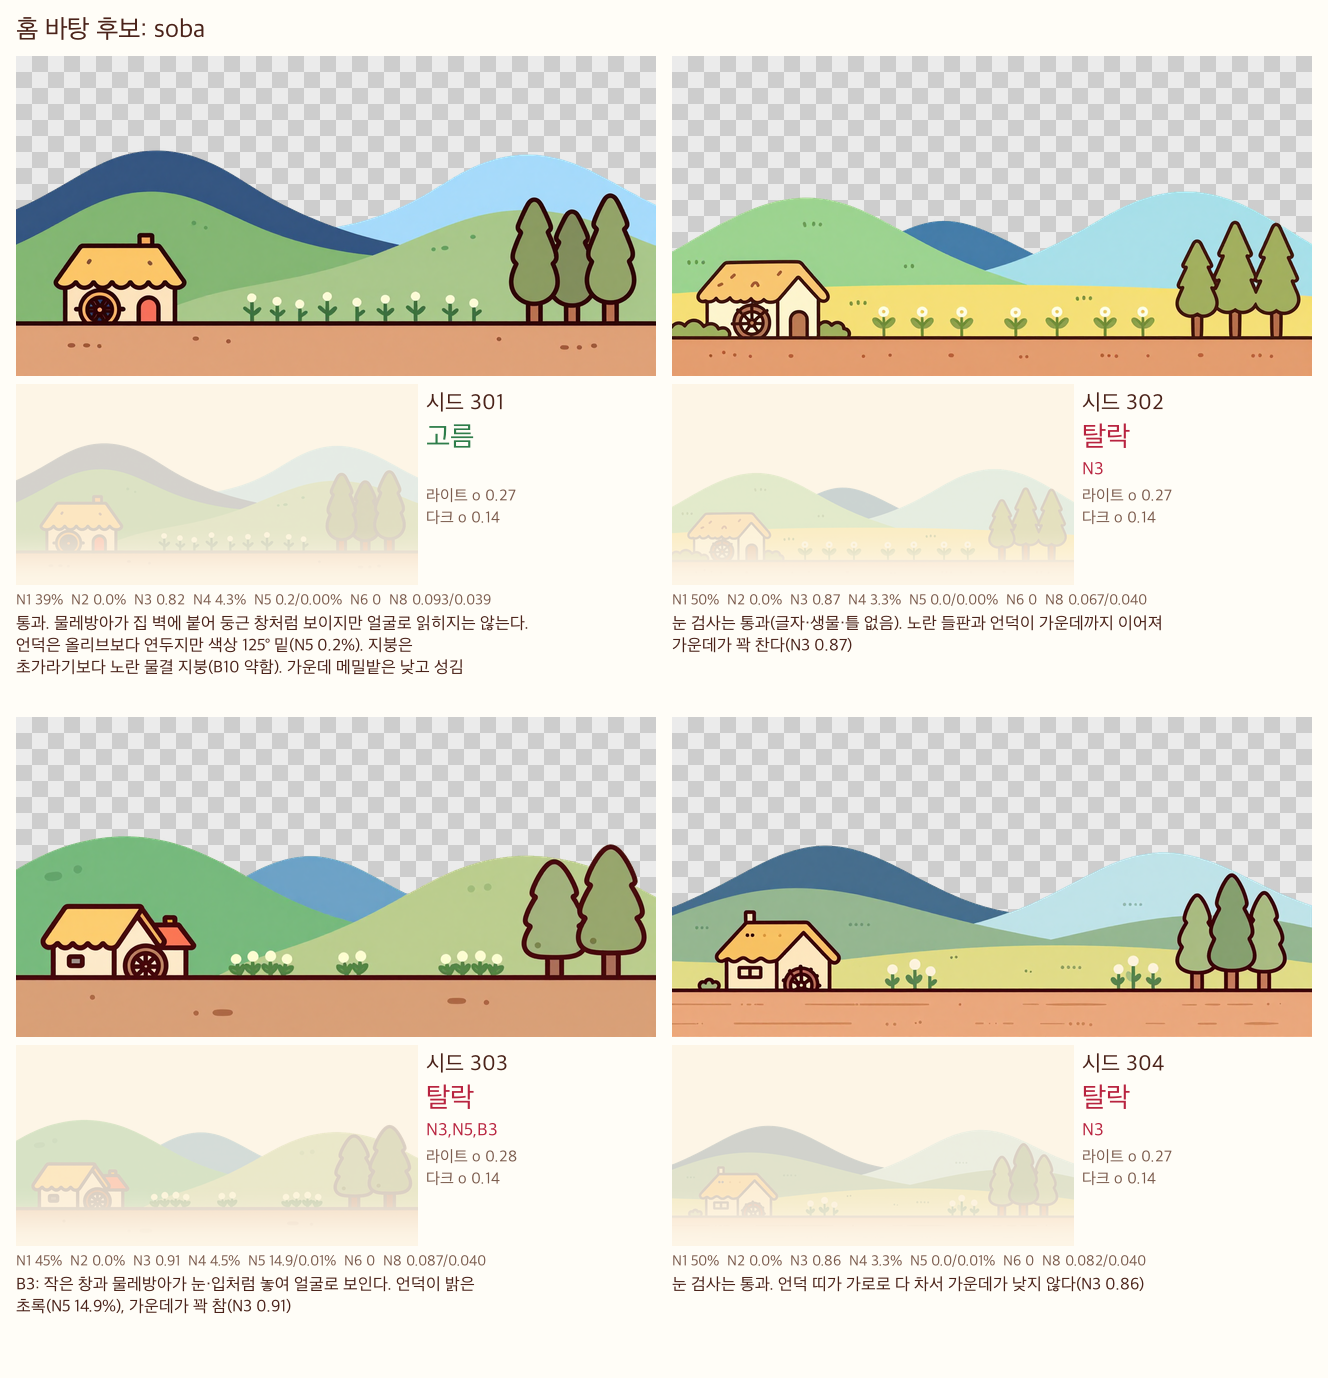 홈 바탕 후보: soba
시드 301
고름
라이트 o 0.27
다크 o 0.14
N1 39% N2 0.0% N3 0.82 N4 4.3% N5 0.2/0.00% N6 0 N8 0.093/0.039
통과. 물레방아가 집 벽에 붙어 둥근 창처럼 보이지만 얼굴로 읽히지는 않는다.
언덕은 올리브보다 연두지만 색상 125° 밑(N5 0.2%). 지붕은
초가라기보다 노란 물결 지붕(B10 약함). 가운데 메밀밭은 낮고 성김
시드 302
탈락
N3
라이트 o 0.27
다크 o 0.14
N1 50% N2 0.0% N3 0.87 N4 3.3% N5 0.0/0.00% N6 0 N8 0.067/0.040
눈 검사는 통과(글자·생물·틀 없음). 노란 들판과 언덕이 가운데까지 이어져
가운데가 꽉 찬다(N3 0.87)
시드 303
탈락
N3,N5,B3
라이트 o 0.28
다크 o 0.14
N1 45% N2 0.0% N3 0.91 N4 4.5% N5 14.9/0.01% N6 0 N8 0.087/0.040
B3: 작은 창과 물레방아가 눈·입처럼 놓여 얼굴로 보인다. 언덕이 밝은
초록(N5 14.9%), 가운데가 꽉 참(N3 0.91)
시드 304
탈락
N3
라이트 o 0.27
다크 o 0.14
N1 50% N2 0.0% N3 0.86 N4 3.3% N5 0.0/0.01% N6 0 N8 0.082/0.040
눈 검사는 통과. 언덕 띠가 가로로 다 차서 가운데가 낮지 않다(N3 0.86)